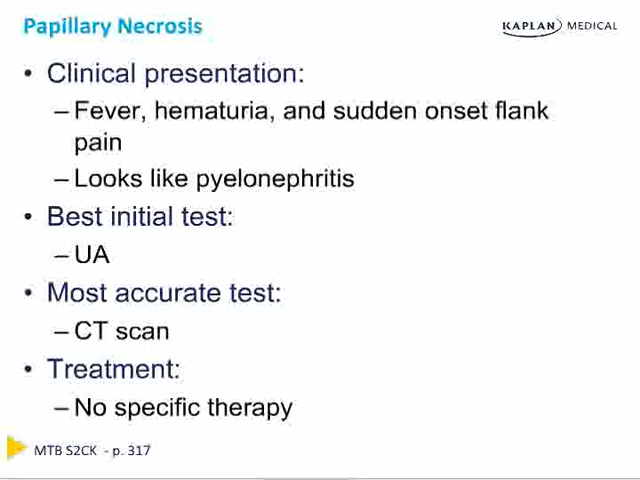 Papillary Necrosis
KAPLAN MEDICAL
• Clinical presentation:
– Fever, hematuria, and sudden onset flank
pain
– Looks like pyelonephritis
• Best initial test:
– UA
• Most accurate test:
– CT scan
• Treatment:
– No specific therapy
MTB S2CK - p. 317